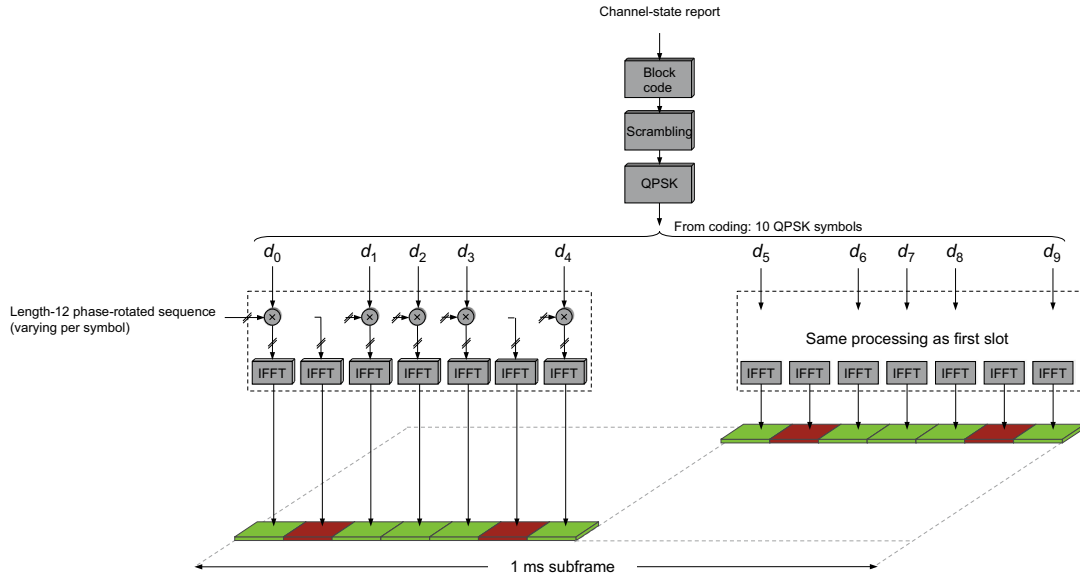 Channel-state report
Block
code
Scrambling
QPSK
From coding: 10 QPSK symbols
d0 d1 d2 d3 d4 d5 d6 d7 d8 d9
Length-12 phase-rotated sequence
(varying per symbol)
× × × × ×
Same processing as first slot
IFFT IFFT IFFT IFFT IFFT IFFT IFFT IFFT IFFT IFFT IFFT IFFT IFFT IFFT
1 ms subframe